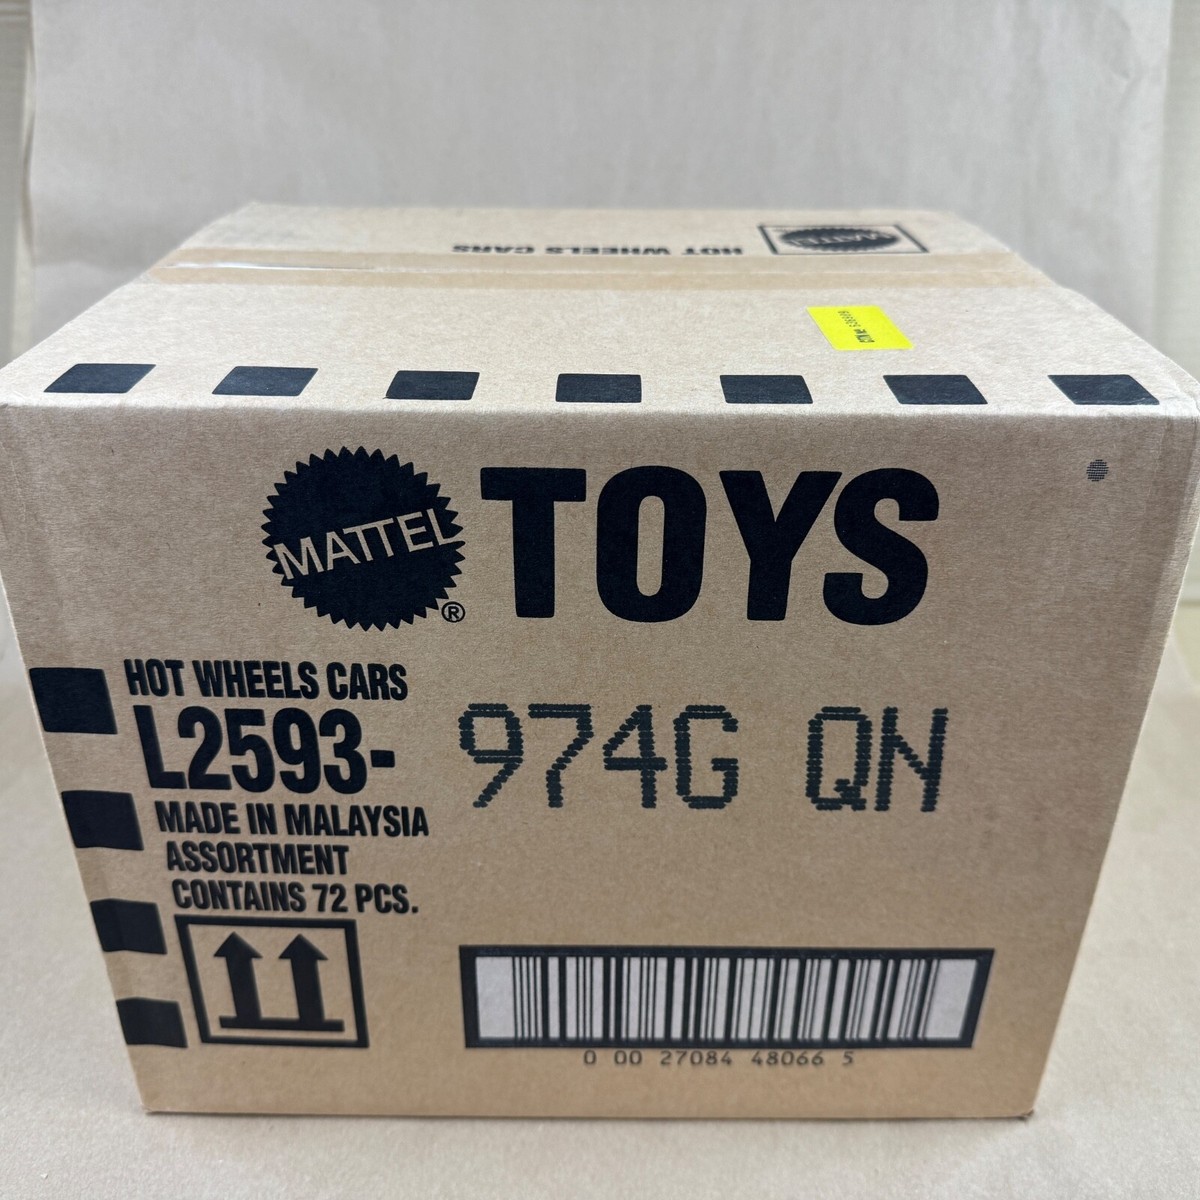 MATTEL
HOT WHEELS CARS
MATTEL ® TOYS
HOT WHEELS CARS
L2593- 974G QN
MADE IN MALAYSIA
ASSORTMENT
CONTAINS 72 PCS.
0 00 27084 48066 5